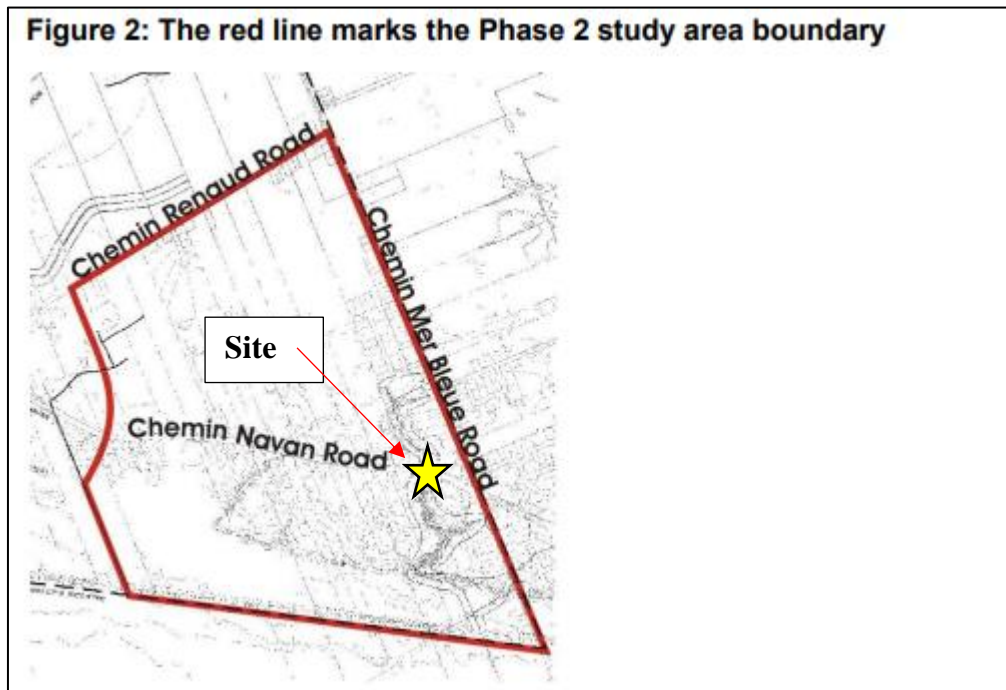 Figure 2: The red line marks the Phase 2 study area boundary
Chemin Renaud Road
Chemin Mer Bleue Road
Site
Chemin Navan Road